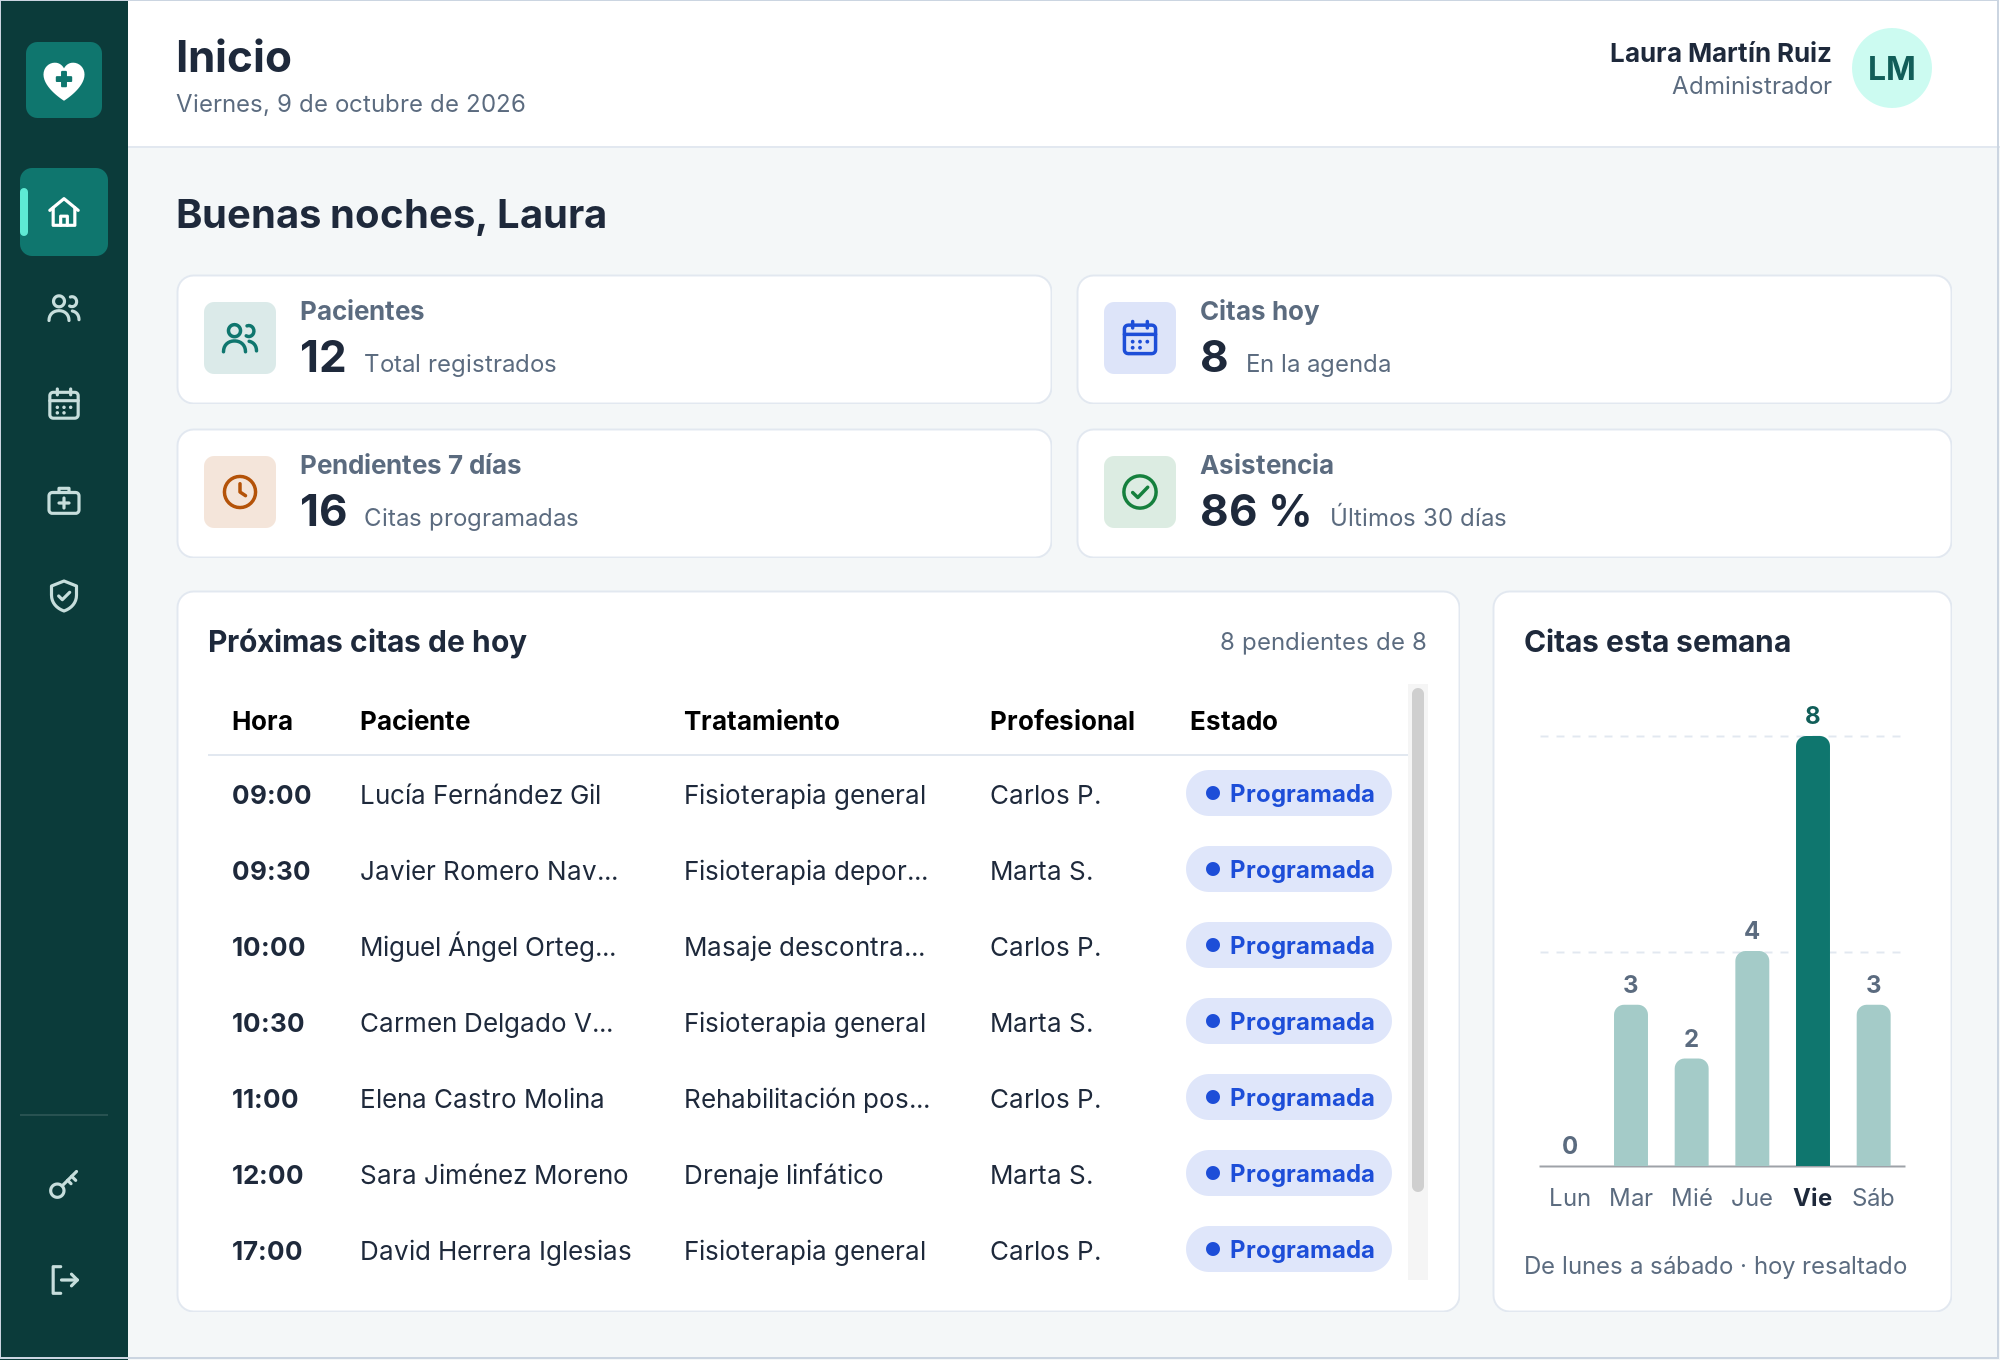 Inicio
Viernes, 9 de octubre de 2026
Laura Martín Ruiz
Administrador
LM
Buenas noches, Laura
Pacientes
12 Total registrados
Citas hoy
8 En la agenda
Pendientes 7 días
16 Citas programadas
Asistencia
86 % Últimos 30 días
Próximas citas de hoy
8 pendientes de 8
Hora Paciente Tratamiento Profesional Estado
09:00 Lucía Fernández Gil Fisioterapia general Carlos P. Programada
09:30 Javier Romero Nav... Fisioterapia depor... Marta S. Programada
10:00 Miguel Ángel Orteg... Masaje descontra... Carlos P. Programada
10:30 Carmen Delgado V... Fisioterapia general Marta S. Programada
11:00 Elena Castro Molina Rehabilitación pos... Carlos P. Programada
12:00 Sara Jiménez Moreno Drenaje linfático Marta S. Programada
17:00 David Herrera Iglesias Fisioterapia general Carlos P. Programada
Citas esta semana
0 3 2 4 8 3
Lun Mar Mié Jue Vie Sáb
De lunes a sábado · hoy resaltado